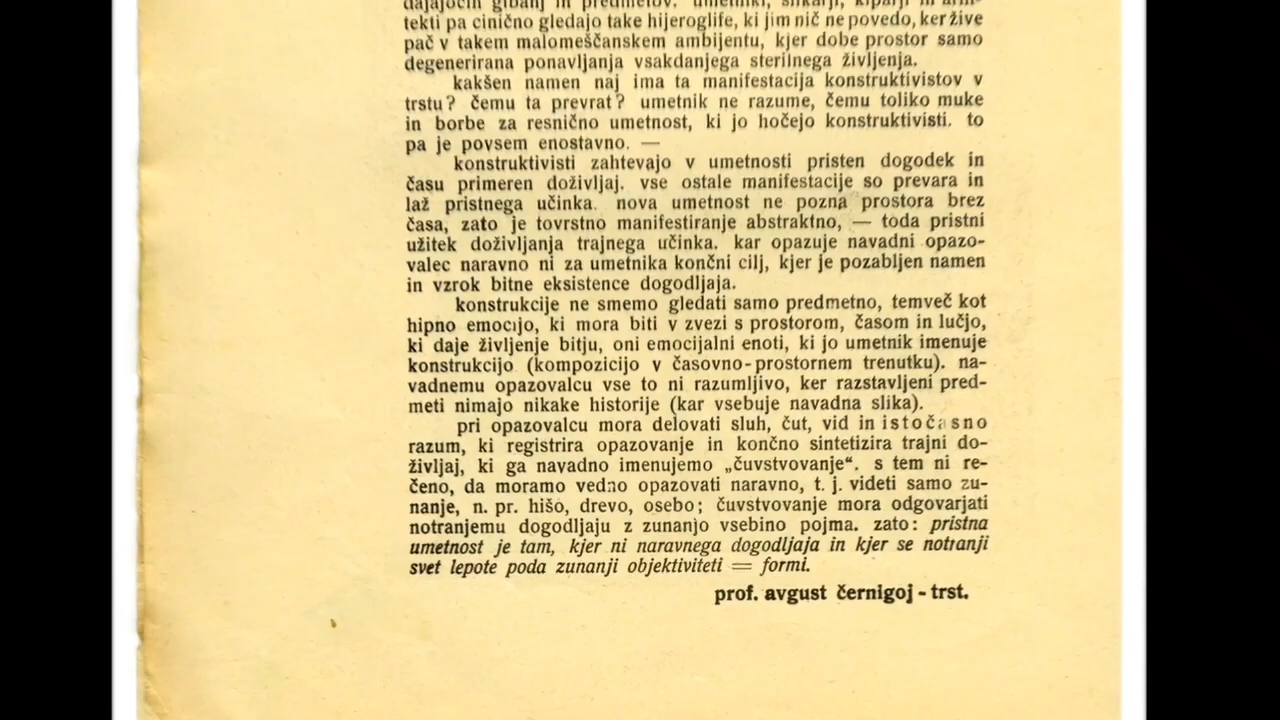 dajajočih gibanj in predmetov. umetniki, slikarji, kiparji in arhi-
tekti pa cinično gledajo take hijeroglife, ki jim nič ne povedo, ker žive
pač v takem malomeščanskem ambijentu, kjer dobe prostor samo
degenerirana ponavljanja vsakdanjega sterilnega življenja.
kakšen namen naj ima ta manifestacija konstruktivistov v
trstu? čemu ta prevrat? umetnik ne razume, čemu toliko muke
in borbe za resnično umetnost, ki jo hočejo konstruktivisti. to
pa je povsem enostavno. —
konstruktivisti zahtevajo v umetnosti pristen dogodek in
času primeren doživljaj. vse ostale manifestacije so prevara in
laž pristnega učinka. nova umetnost ne pozna prostora brez
časa, zato je tovrstno manifestiranje abstraktno, — toda pristni
užitek doživljanja trajnega učinka. kar opazuje navadni opazo-
valec naravno ni za umetnika končni cilj, kjer je pozabljen namen
in vzrok bitne eksistence dogodljaja.
konstrukcije ne smemo gledati samo predmetno, temveč kot
hipno emocijo, ki mora biti v zvezi s prostorom, časom in lučjo,
ki daje življenje bitju, oni emocijalni enoti, ki jo umetnik imenuje
konstrukcijo (kompozicijo v časovno-prostornem trenutku). na-
vadnemu opazovalcu vse to ni razumljivo, ker razstavljeni pred-
meti nimajo nikake historije (kar vsebuje navadna slika).
pri opazovalcu mora delovati sluh, čut, vid in istočasno
razum, ki registrira opazovanje in končno sintetizira trajni do-
življaj, ki ga navadno imenujemo „čuvstvovanje“. s tem ni re-
čeno, da moramo vedno opazovati naravno, t. j. videti samo zu-
nanje, n. pr. hišo, drevo, osebo; čuvstvovanje mora odgovarjati
notranjemu dogodljaju z zunanjo vsebino pojma. zato: pristna
umetnost je tam, kjer ni naravnega dogodljaja in kjer se notranji
svet lepote poda zunanji objektiviteti = formi.
prof. avgust černigoj - trst.